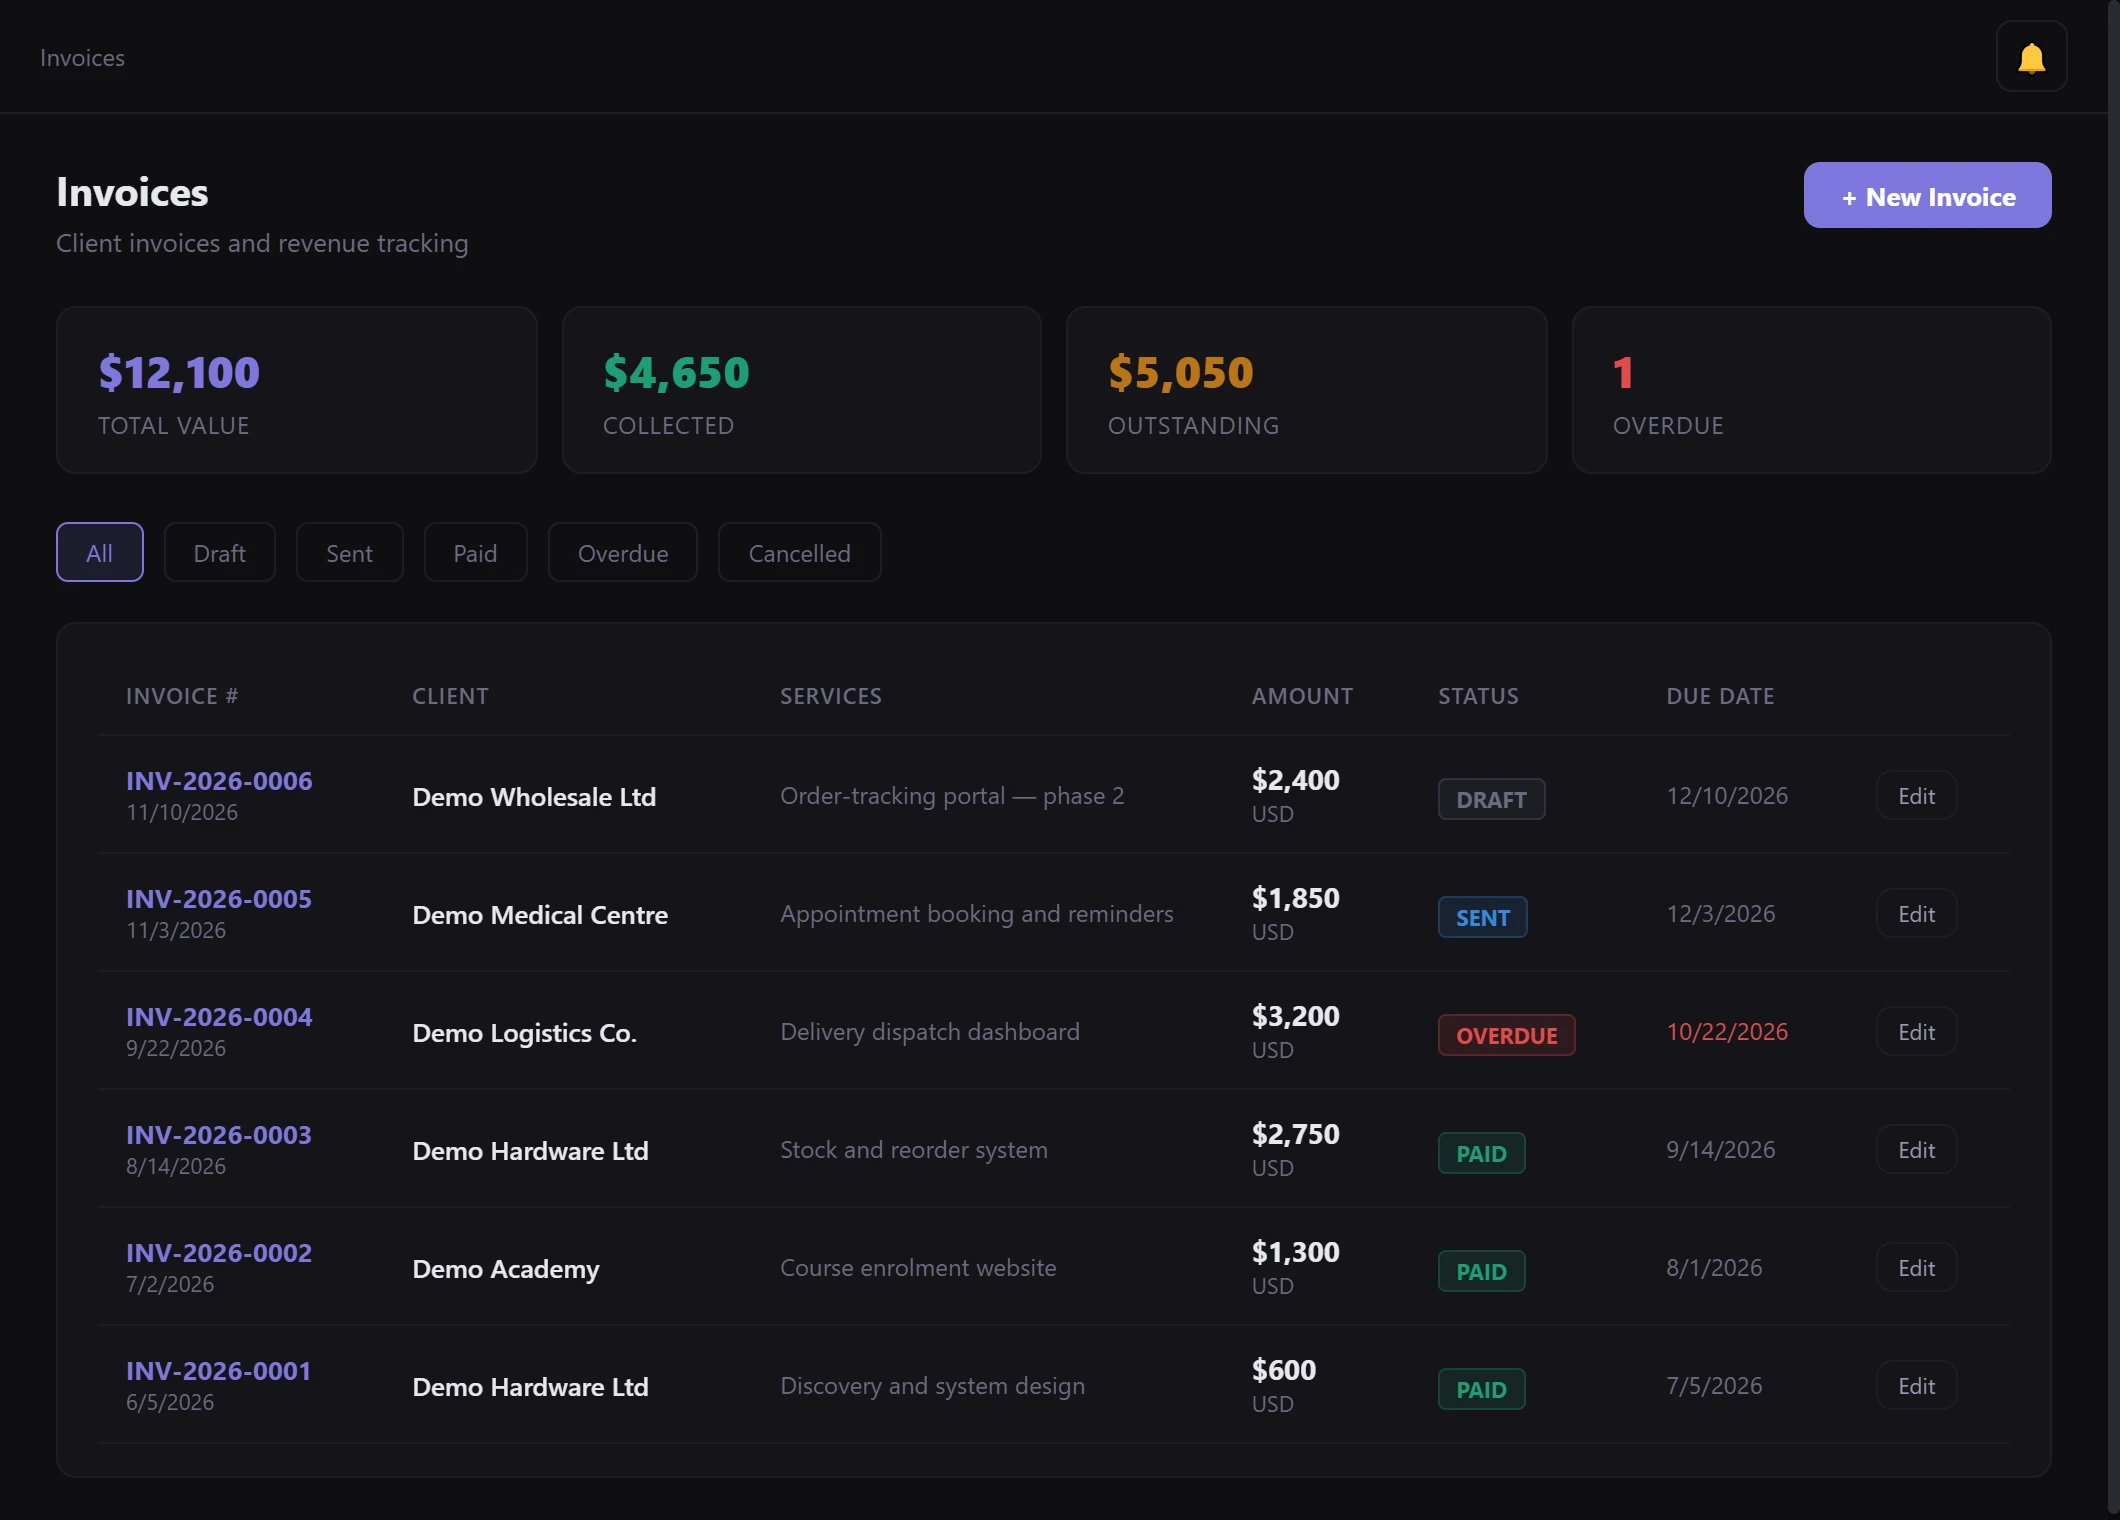 Invoices
Invoices
+ New Invoice
Client invoices and revenue tracking
$12,100
TOTAL VALUE
$4,650
COLLECTED
$5,050
OUTSTANDING
1
OVERDUE
All
Draft
Sent
Paid
Overdue
Cancelled
INVOICE # CLIENT SERVICES AMOUNT STATUS DUE DATE
INV-2026-0006
11/10/2026
Demo Wholesale Ltd
Order-tracking portal — phase 2
$2,400
USD
DRAFT
12/10/2026
Edit
INV-2026-0005
11/3/2026
Demo Medical Centre
Appointment booking and reminders
$1,850
USD
SENT
12/3/2026
Edit
INV-2026-0004
9/22/2026
Demo Logistics Co.
Delivery dispatch dashboard
$3,200
USD
OVERDUE
10/22/2026
Edit
INV-2026-0003
8/14/2026
Demo Hardware Ltd
Stock and reorder system
$2,750
USD
PAID
9/14/2026
Edit
INV-2026-0002
7/2/2026
Demo Academy
Course enrolment website
$1,300
USD
PAID
8/1/2026
Edit
INV-2026-0001
6/5/2026
Demo Hardware Ltd
Discovery and system design
$600
USD
PAID
7/5/2026
Edit